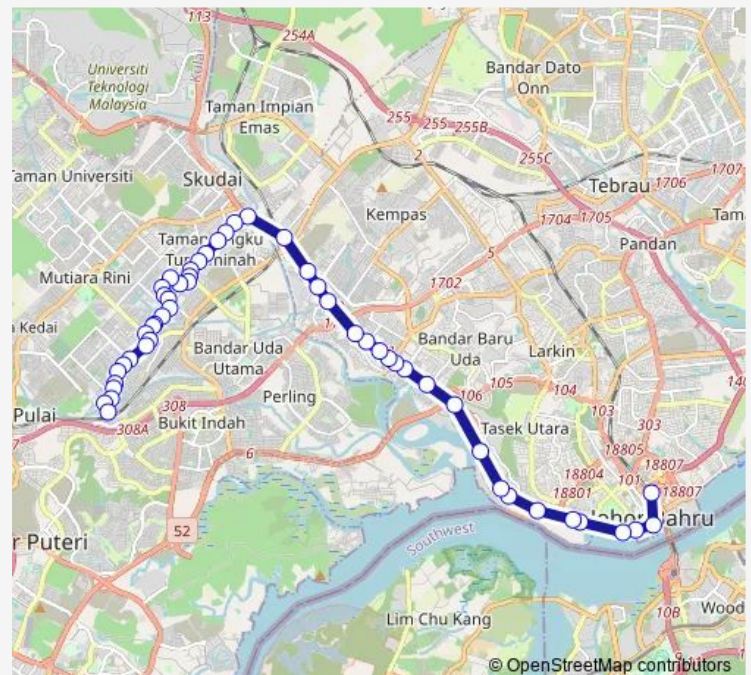 113
254A
Universiti
Teknologi
Malaysia
Bandar Dato
Onn
Taman Impian
Emas
255
255
255B
2
255C
1707
1706
Taman Universiti
Skudai
Tebrau
Kempas
1704
1705
Tam
Pandan
5
Mutiara Rini
1702
a Kedai
Bandar Baru
Uda
Larkin
Bandar Uda
Utama
Perling
106
105
104
103
303
Pulai
308
308A
Bukit Indah
Tasek Utara
6
18805
18804
101
18807
18801
18807
52
r Puteri
Southwest
10B
Wood
Lim Chu Kang
© OpenStreetMap contributors